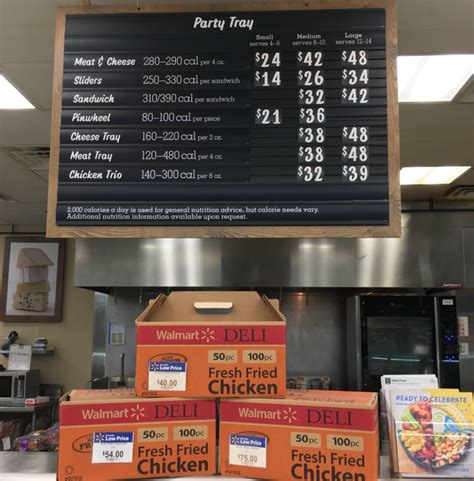 Party Tray
Small Medium Large
serves 4-6 serves 8-10 serves 12-14
Meat & Cheese 280–290 cal per 4 oz. $24 $42 $48
Sliders 250–330 cal per sandwich $14 $26 $34
Sandwich 310/390 cal per sandwich $32 $42
Pinwheel 80–100 cal per piece $21 $36
Cheese Tray 160–220 cal per 2 oz. $38 $48
Meat Tray 120–480 cal per 4 oz. $38 $48
Chicken Trio 140–300 cal per 8 oz. $32 $39
2,000 calories a day is used for general nutrition advice, but calorie needs vary.
Additional nutrition information available upon request.
Walmart DELI
50pc 100pc
Fresh Fried
Chicken
Low Price
$40.00
Walmart DELI
50pc 100pc
Fresh Fried
Chicken
Low Price
$54.00
Walmart DELI
50pc 100pc
Fresh Fried
Chicken
Low Price
$75.00
READY TO CELEBRATE